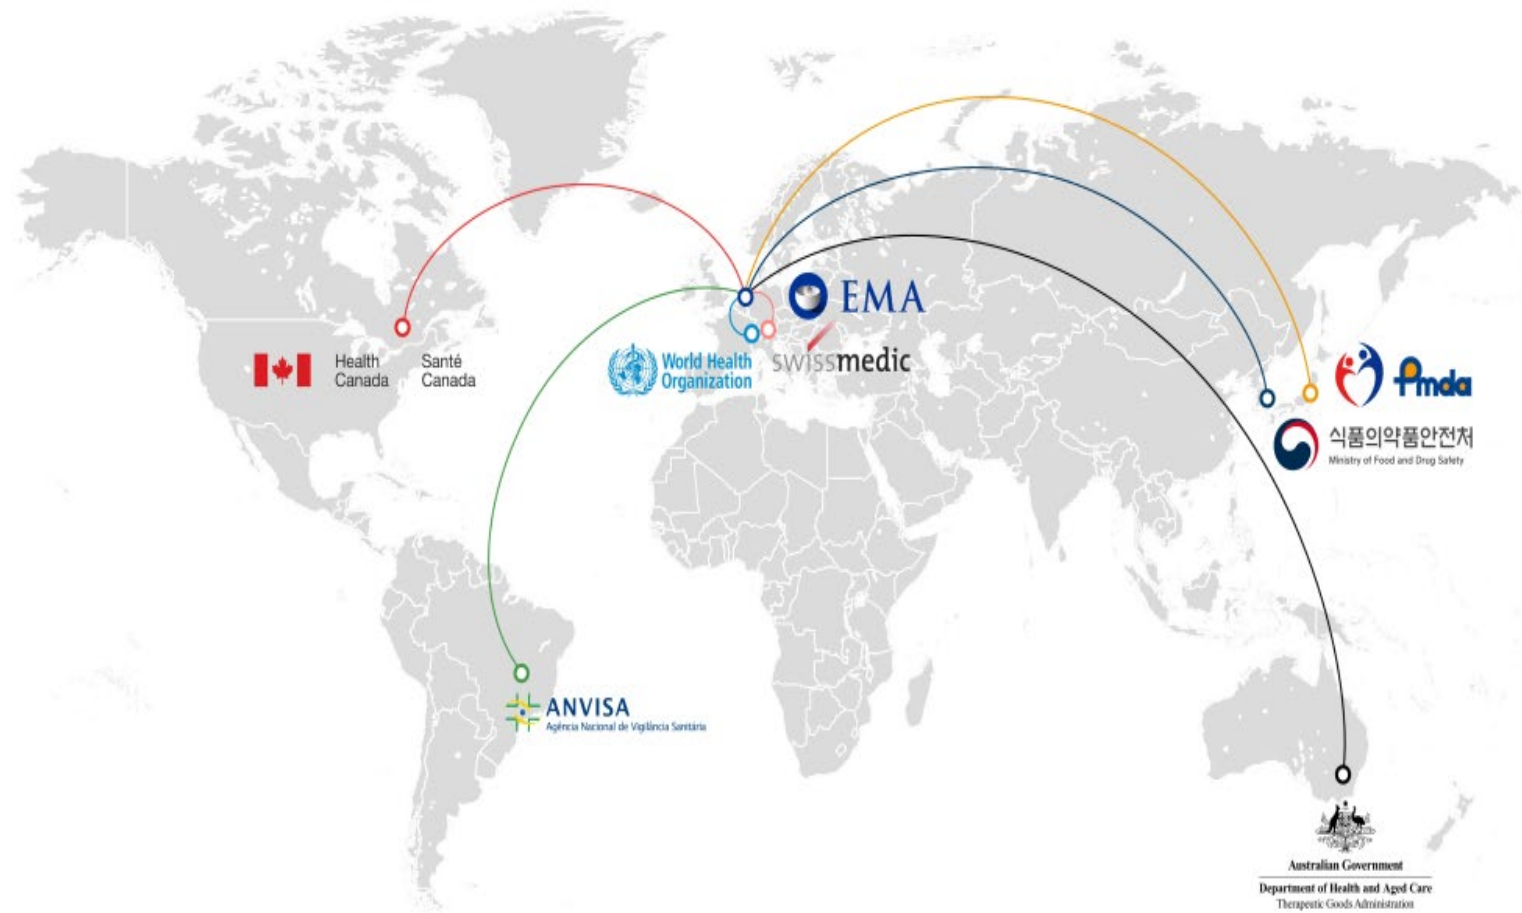 EMA
World Health
Organization
swissmedic
Health
Canada
Santé
Canada
Pmda
식품의약품안전처
Ministry of Food and Drug Safety
ANVISA
Agência Nacional de Vigilância Sanitária
Australian Government
Department of Health and Aged Care
Therapeutic Goods Administration